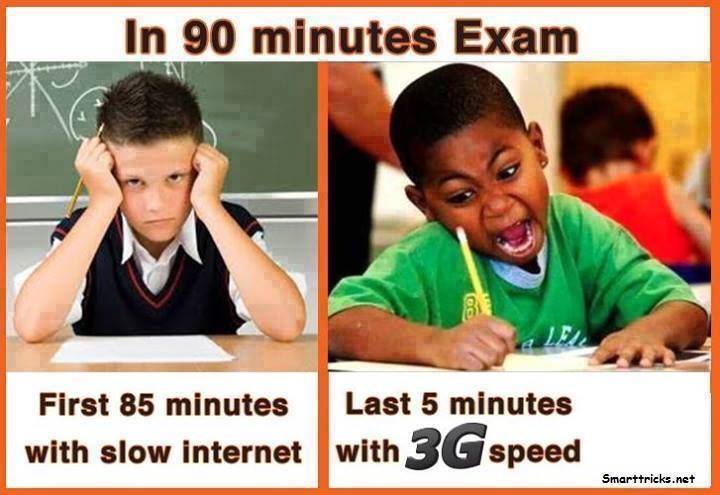 In 90 minutes Exam
First 85 minutes
with slow internet
Last 5 minutes
with 3G speed
Smarttricks.net